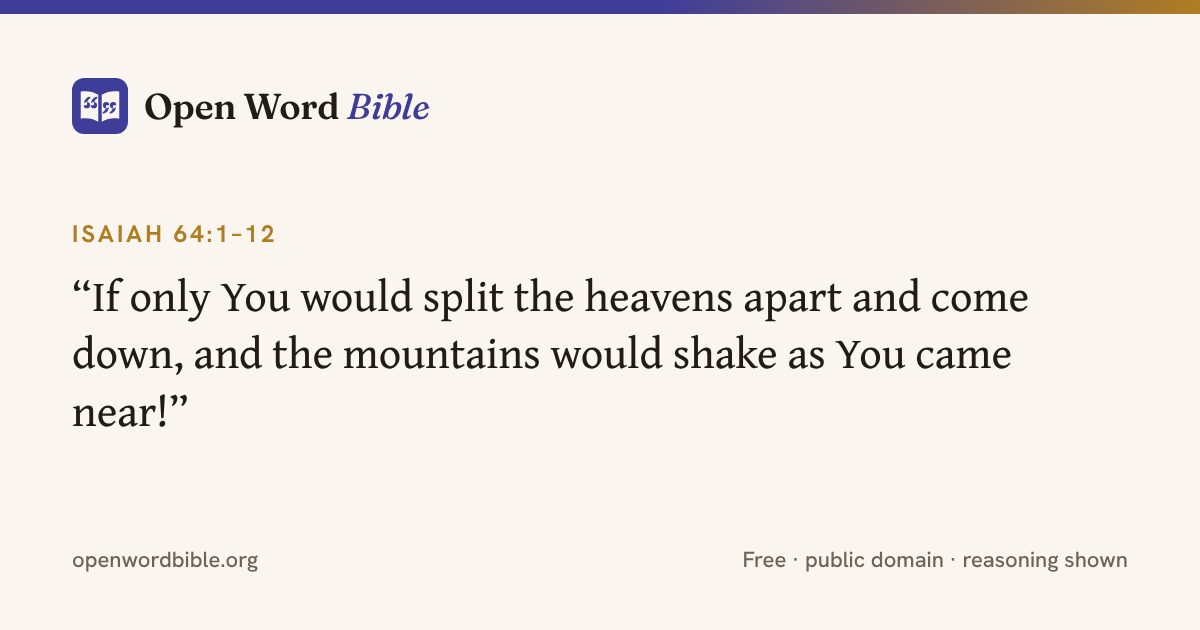 Open Word Bible
ISAIAH 64:1–12
“If only You would split the heavens apart and come
down, and the mountains would shake as You came
near!”
openwordbible.org
Free · public domain · reasoning shown